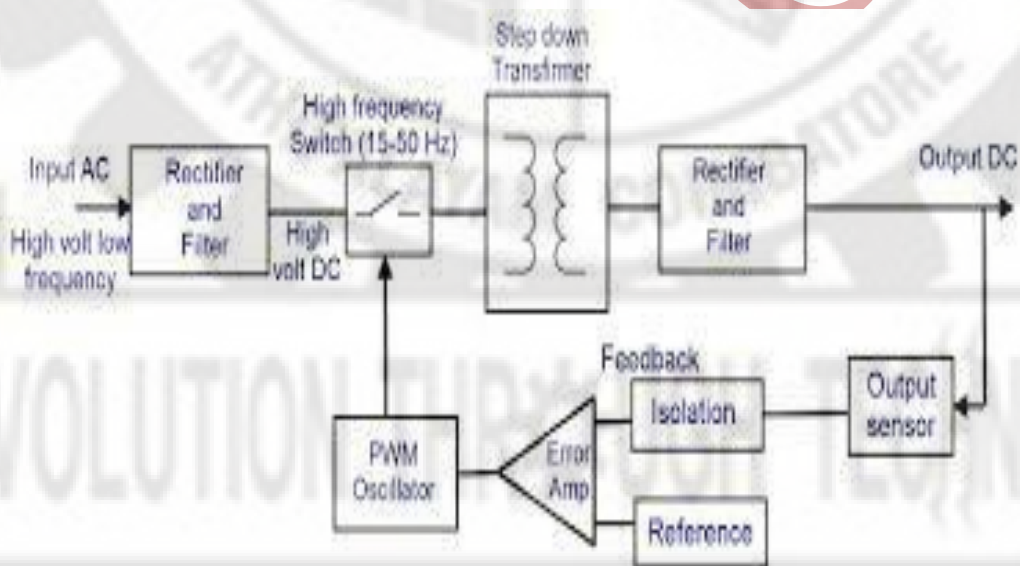 Step down
Transfirmer
High frequency
Switch (15-50 Hz)
Input AC
Rectifier
and
Filter
High volt low
frequency
High
volt DC
Rectifier
and
Filter
Output DC
Feedback
Isolation
Output
sensor
PWM
Oscillator
Error
Amp
Reference